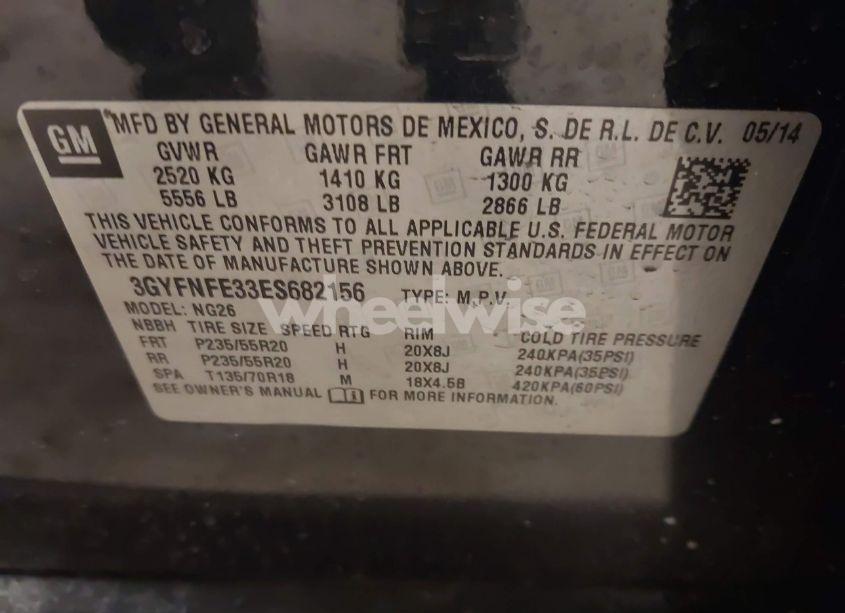 GM MFD BY GENERAL MOTORS DE MEXICO, S. DE R.L. DE C.V. 05/14
GVWR GAWR FRT GAWR RR
2520 KG 1410 KG 1300 KG
5556 LB 3108 LB 2866 LB
THIS VEHICLE CONFORMS TO ALL APPLICABLE U.S. FEDERAL MOTOR
VEHICLE SAFETY AND THEFT PREVENTION STANDARDS IN EFFECT ON
THE DATE OF MANUFACTURE SHOWN ABOVE.
3GYFNFE33ES682156 TYPE: M.P.V.
wheelwise
MODEL: NG26
NBBH TIRE SIZE SPEED RTG RIM COLD TIRE PRESSURE
FRT P235/55R20 H 20X8J 240KPA(35PSI)
RR P235/55R20 H 20X8J 240KPA(35PSI)
SPA T135/70R18 M 18X4.5B 420KPA(60PSI)
SEE OWNER'S MANUAL FOR MORE INFORMATION.